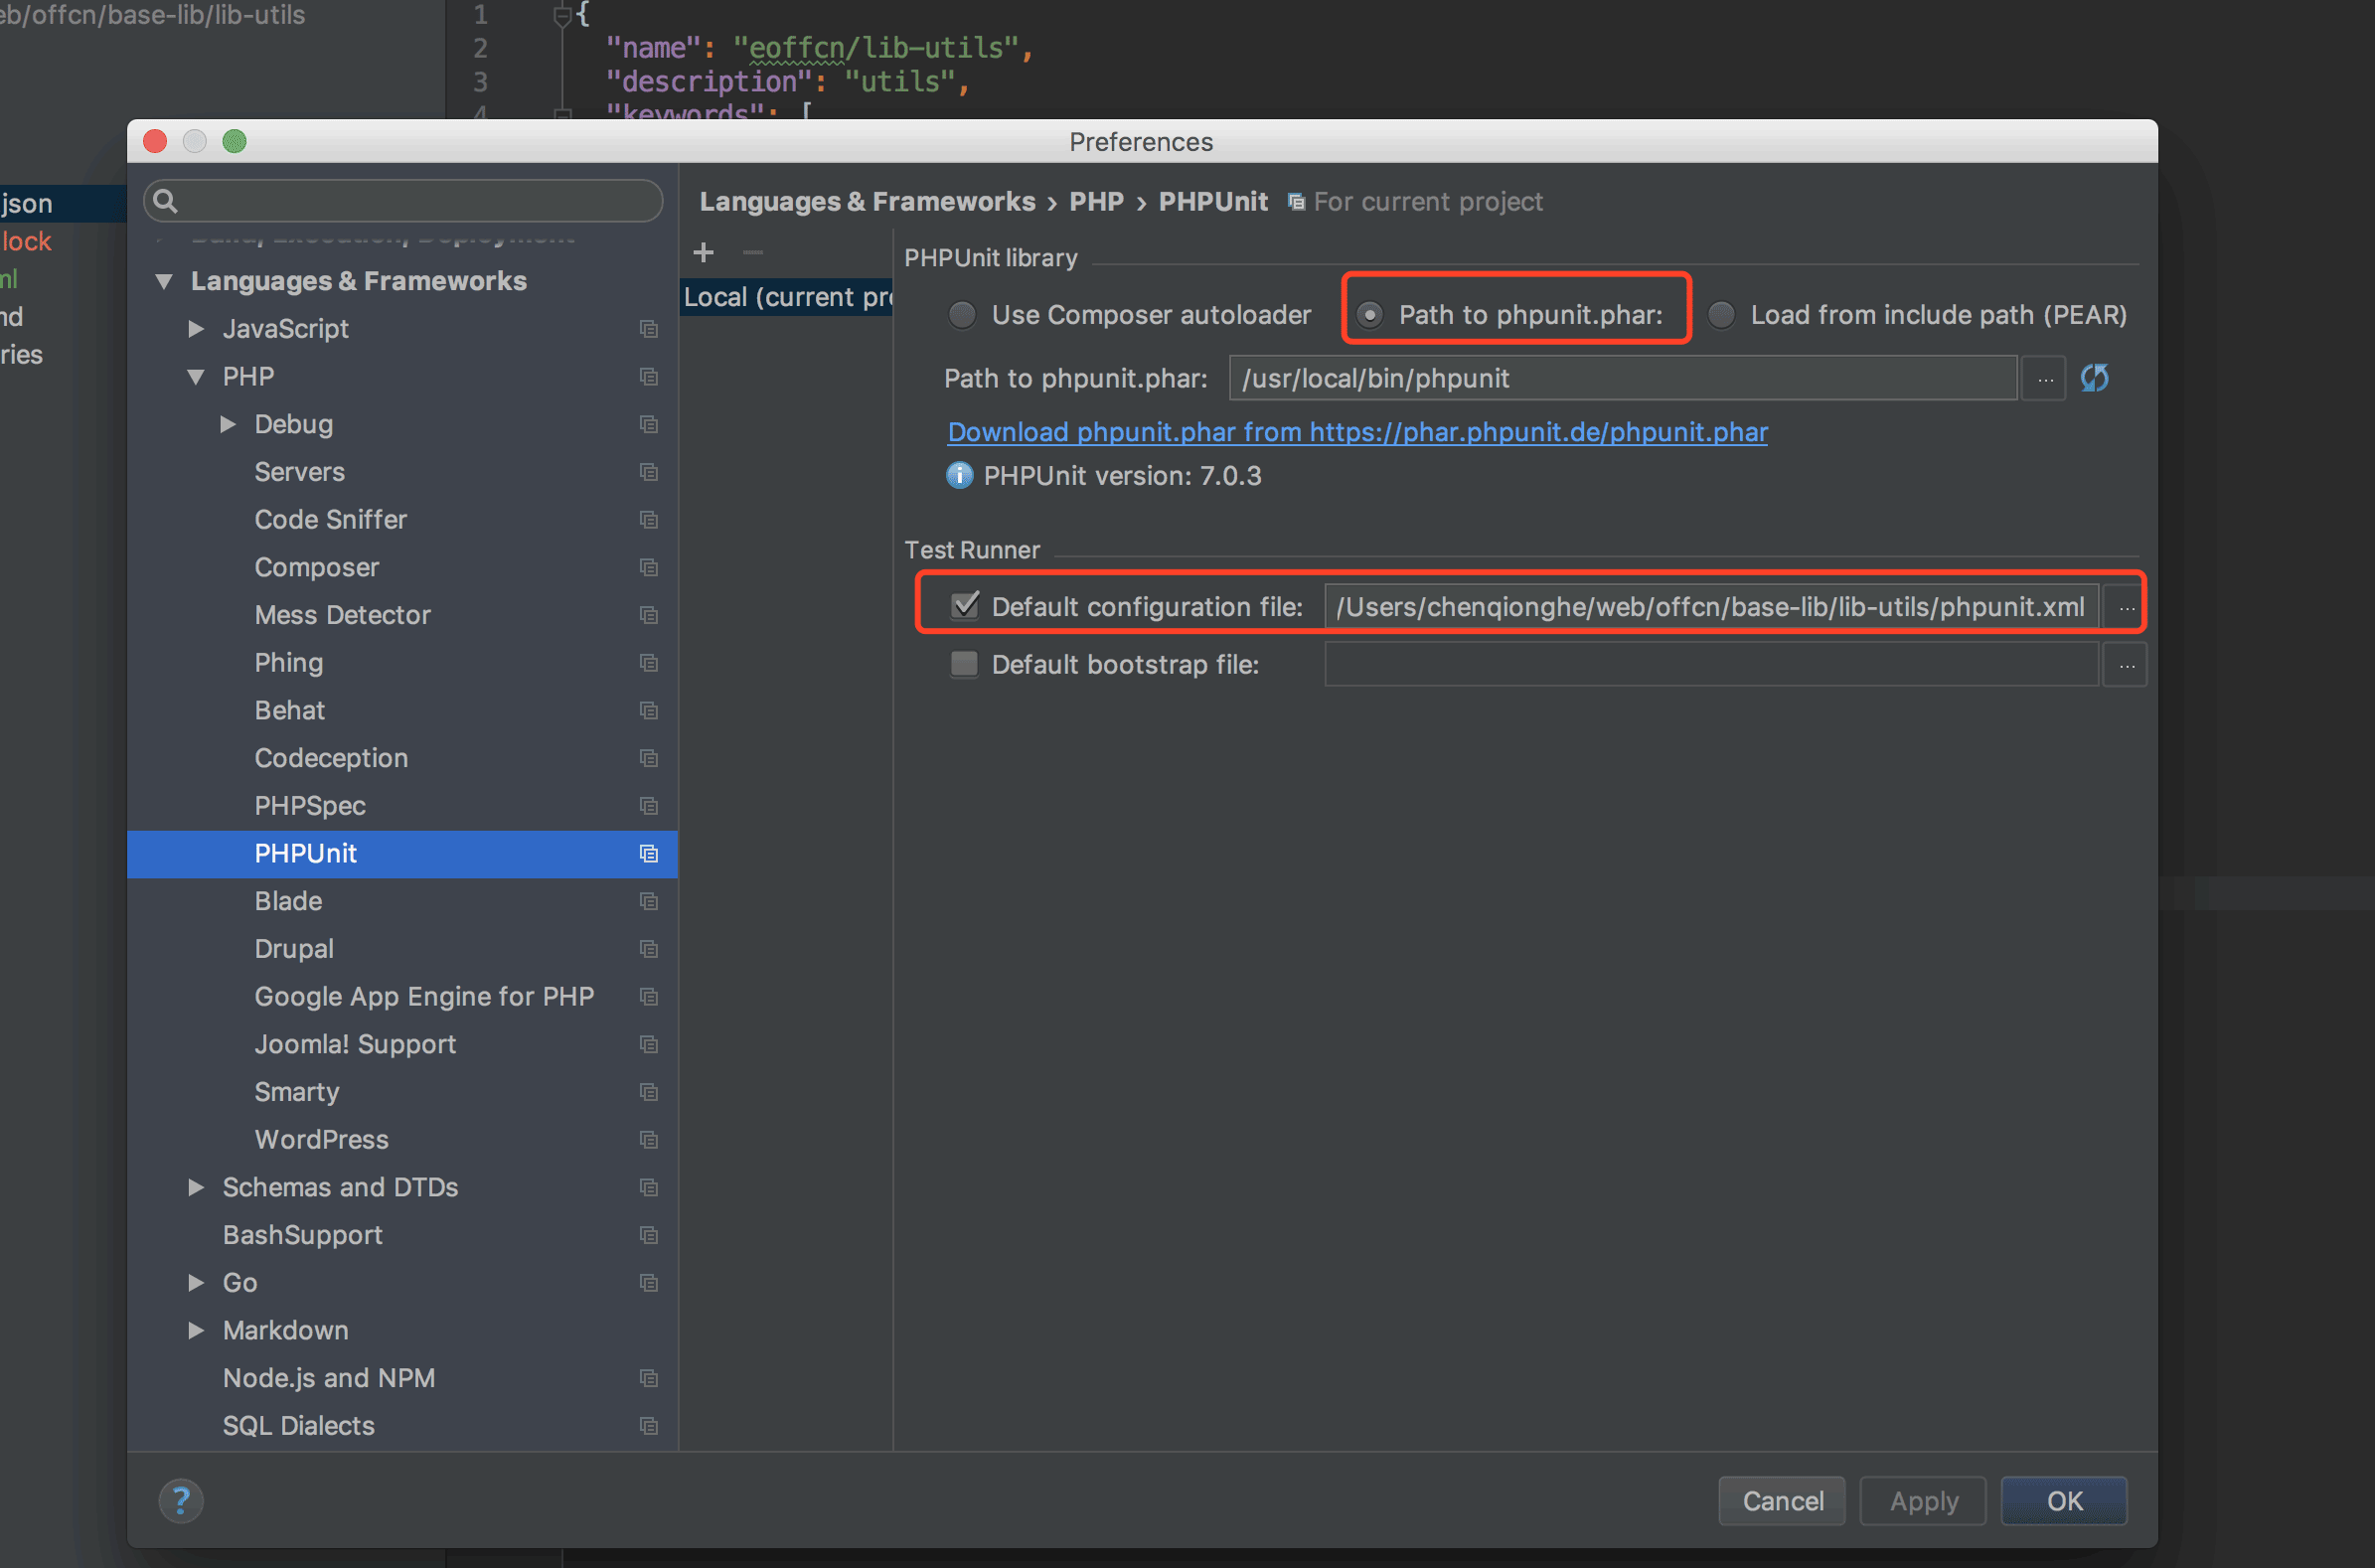 eb/offcn/base-lib/lib-utils
1 {
2 "name": "eoffcn/lib-utils",
3 "description": "utils",
4 "keywords": [
json
lock
ml
nd
ries
Preferences
Build, Execution, Deployment
Languages & Frameworks
JavaScript
PHP
Debug
Servers
Code Sniffer
Composer
Mess Detector
Phing
Behat
Codeception
PHPSpec
PHPUnit
Blade
Drupal
Google App Engine for PHP
Joomla! Support
Smarty
WordPress
Schemas and DTDs
BashSupport
Go
Markdown
Node.js and NPM
SQL Dialects
Languages & Frameworks › PHP › PHPUnit For current project
+ −
Local (current pro
PHPUnit library
Use Composer autoloader Path to phpunit.phar: Load from include path (PEAR)
Path to phpunit.phar: /usr/local/bin/phpunit ...
Download phpunit.phar from https://phar.phpunit.de/phpunit.phar
PHPUnit version: 7.0.3
Test Runner
Default configuration file: /Users/chenqionghe/web/offcn/base-lib/lib-utils/phpunit.xml ...
Default bootstrap file: ...
? Cancel Apply OK